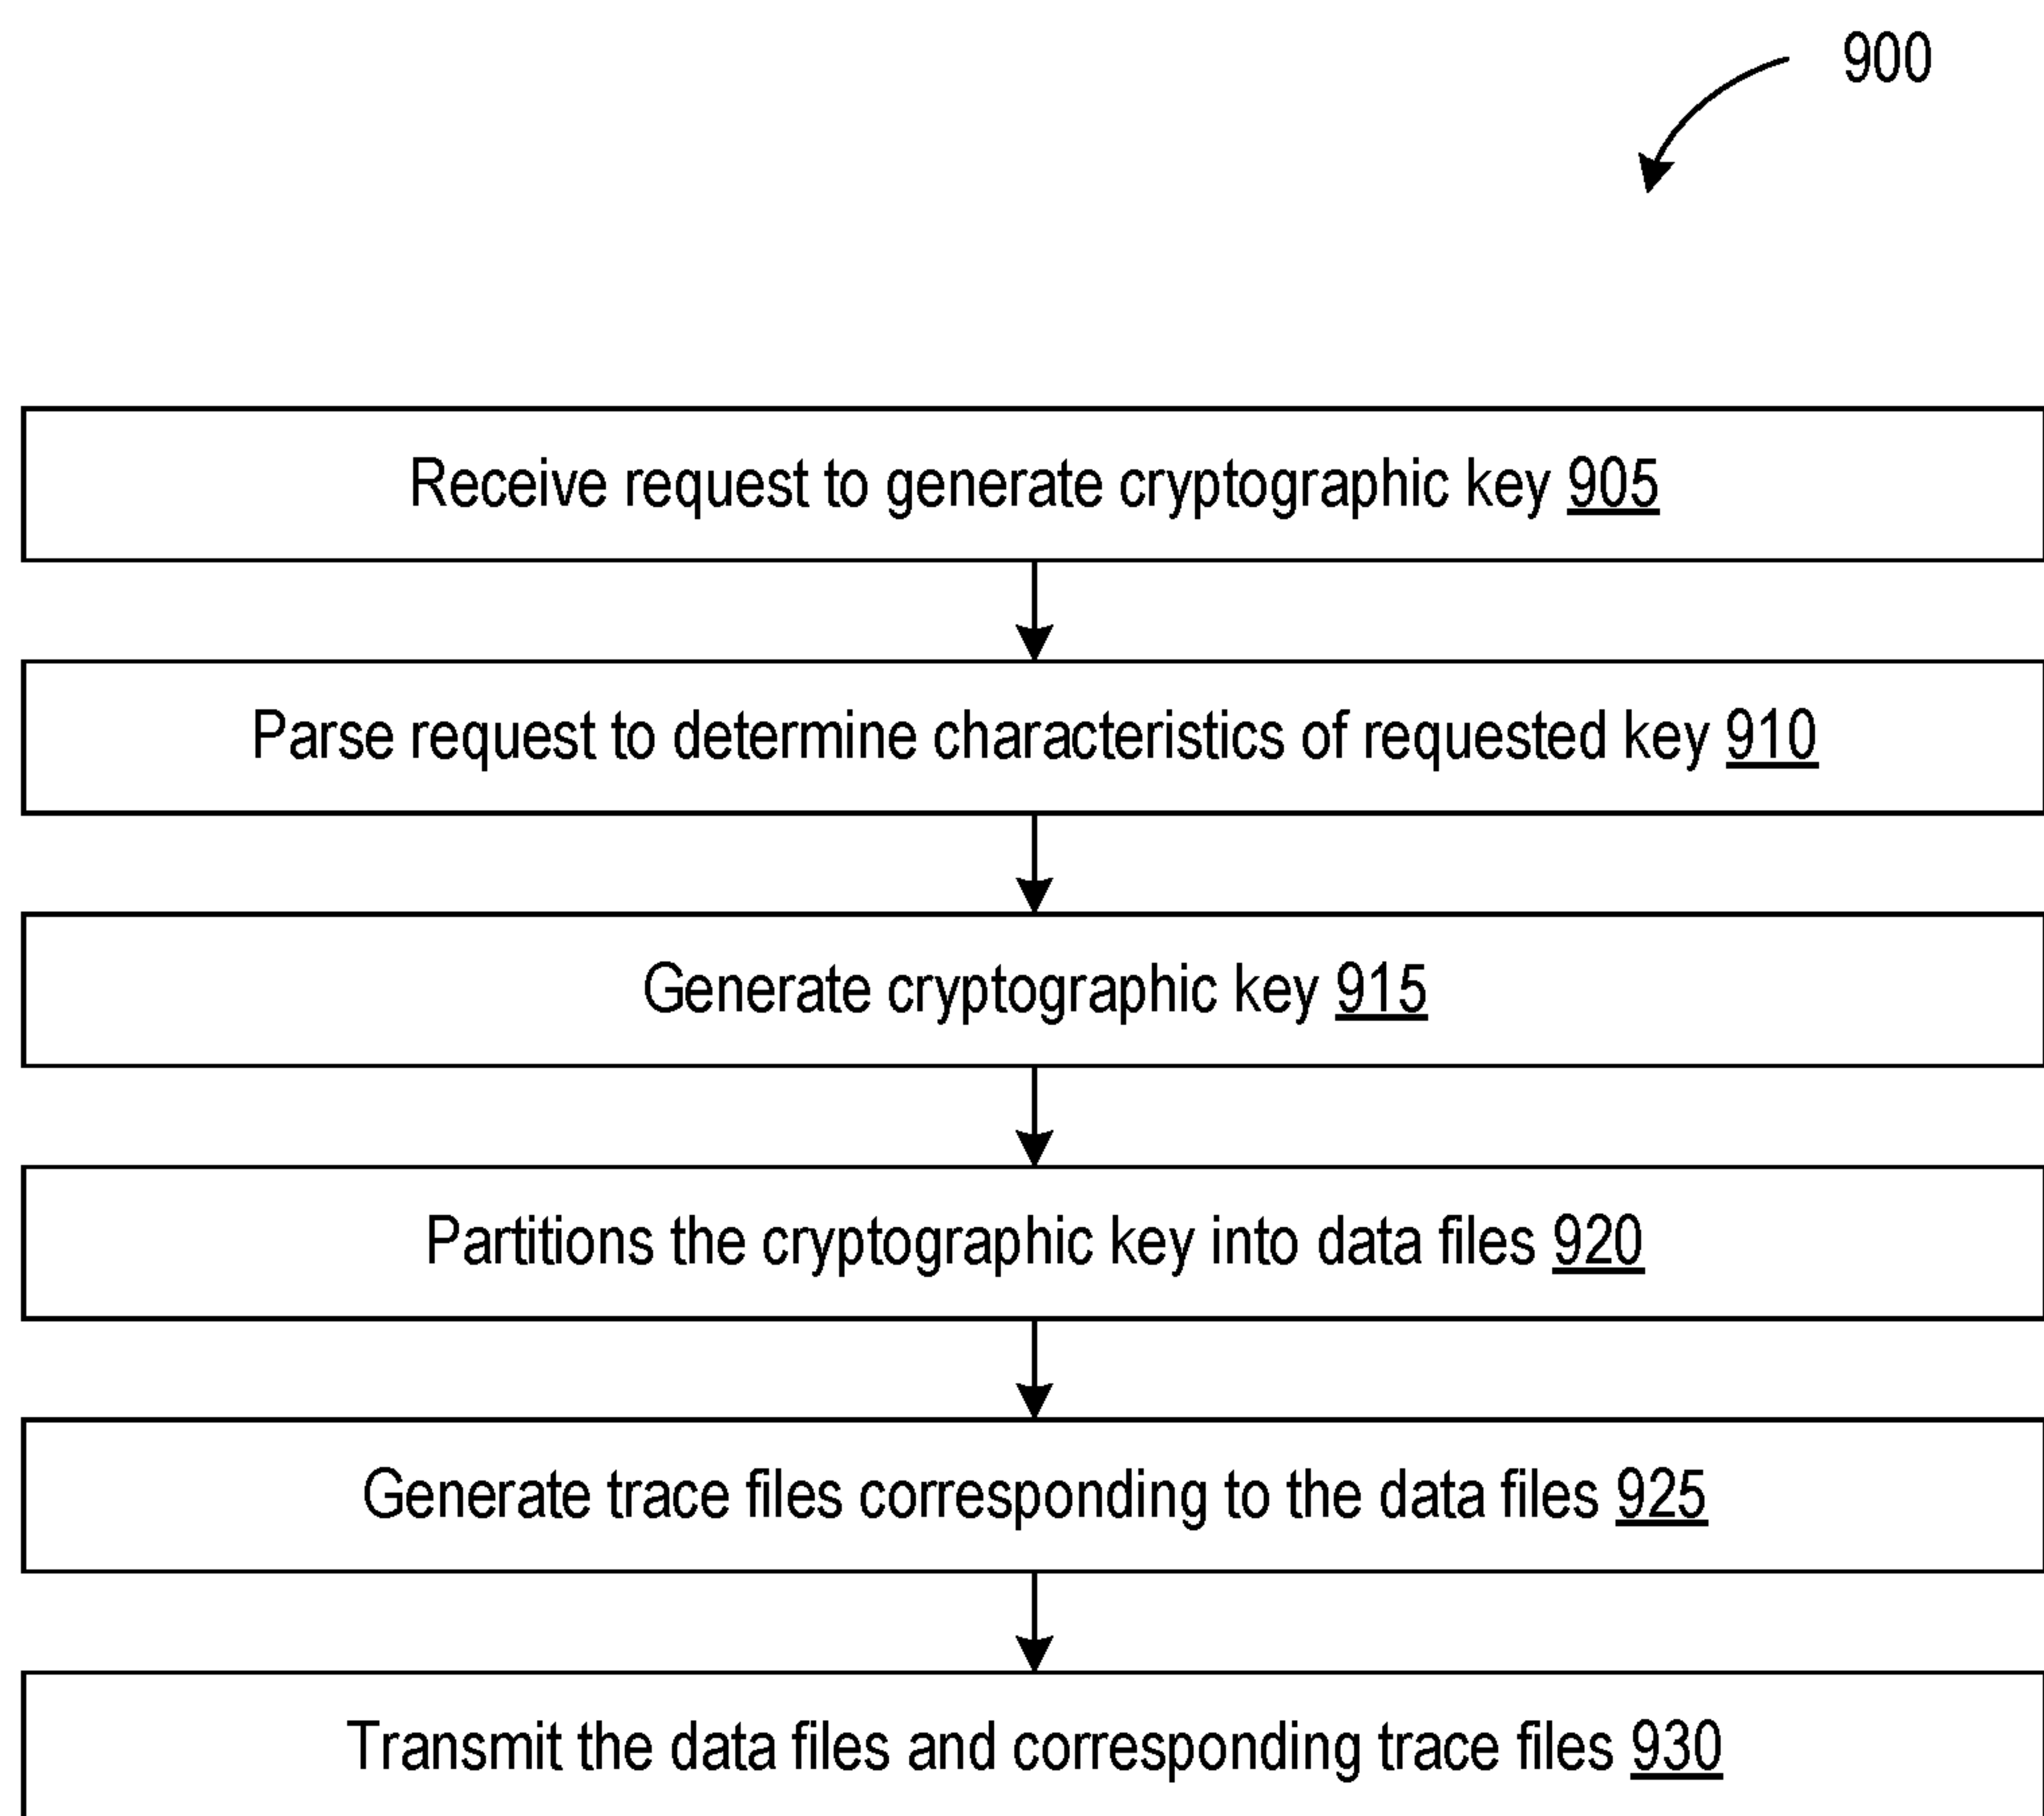 900
Receive request to generate cryptographic key 905
Parse request to determine characteristics of requested key 910
Generate cryptographic key 915
Partitions the cryptographic key into data files 920
Generate trace files corresponding to the data files 925
Transmit the data files and corresponding trace files 930